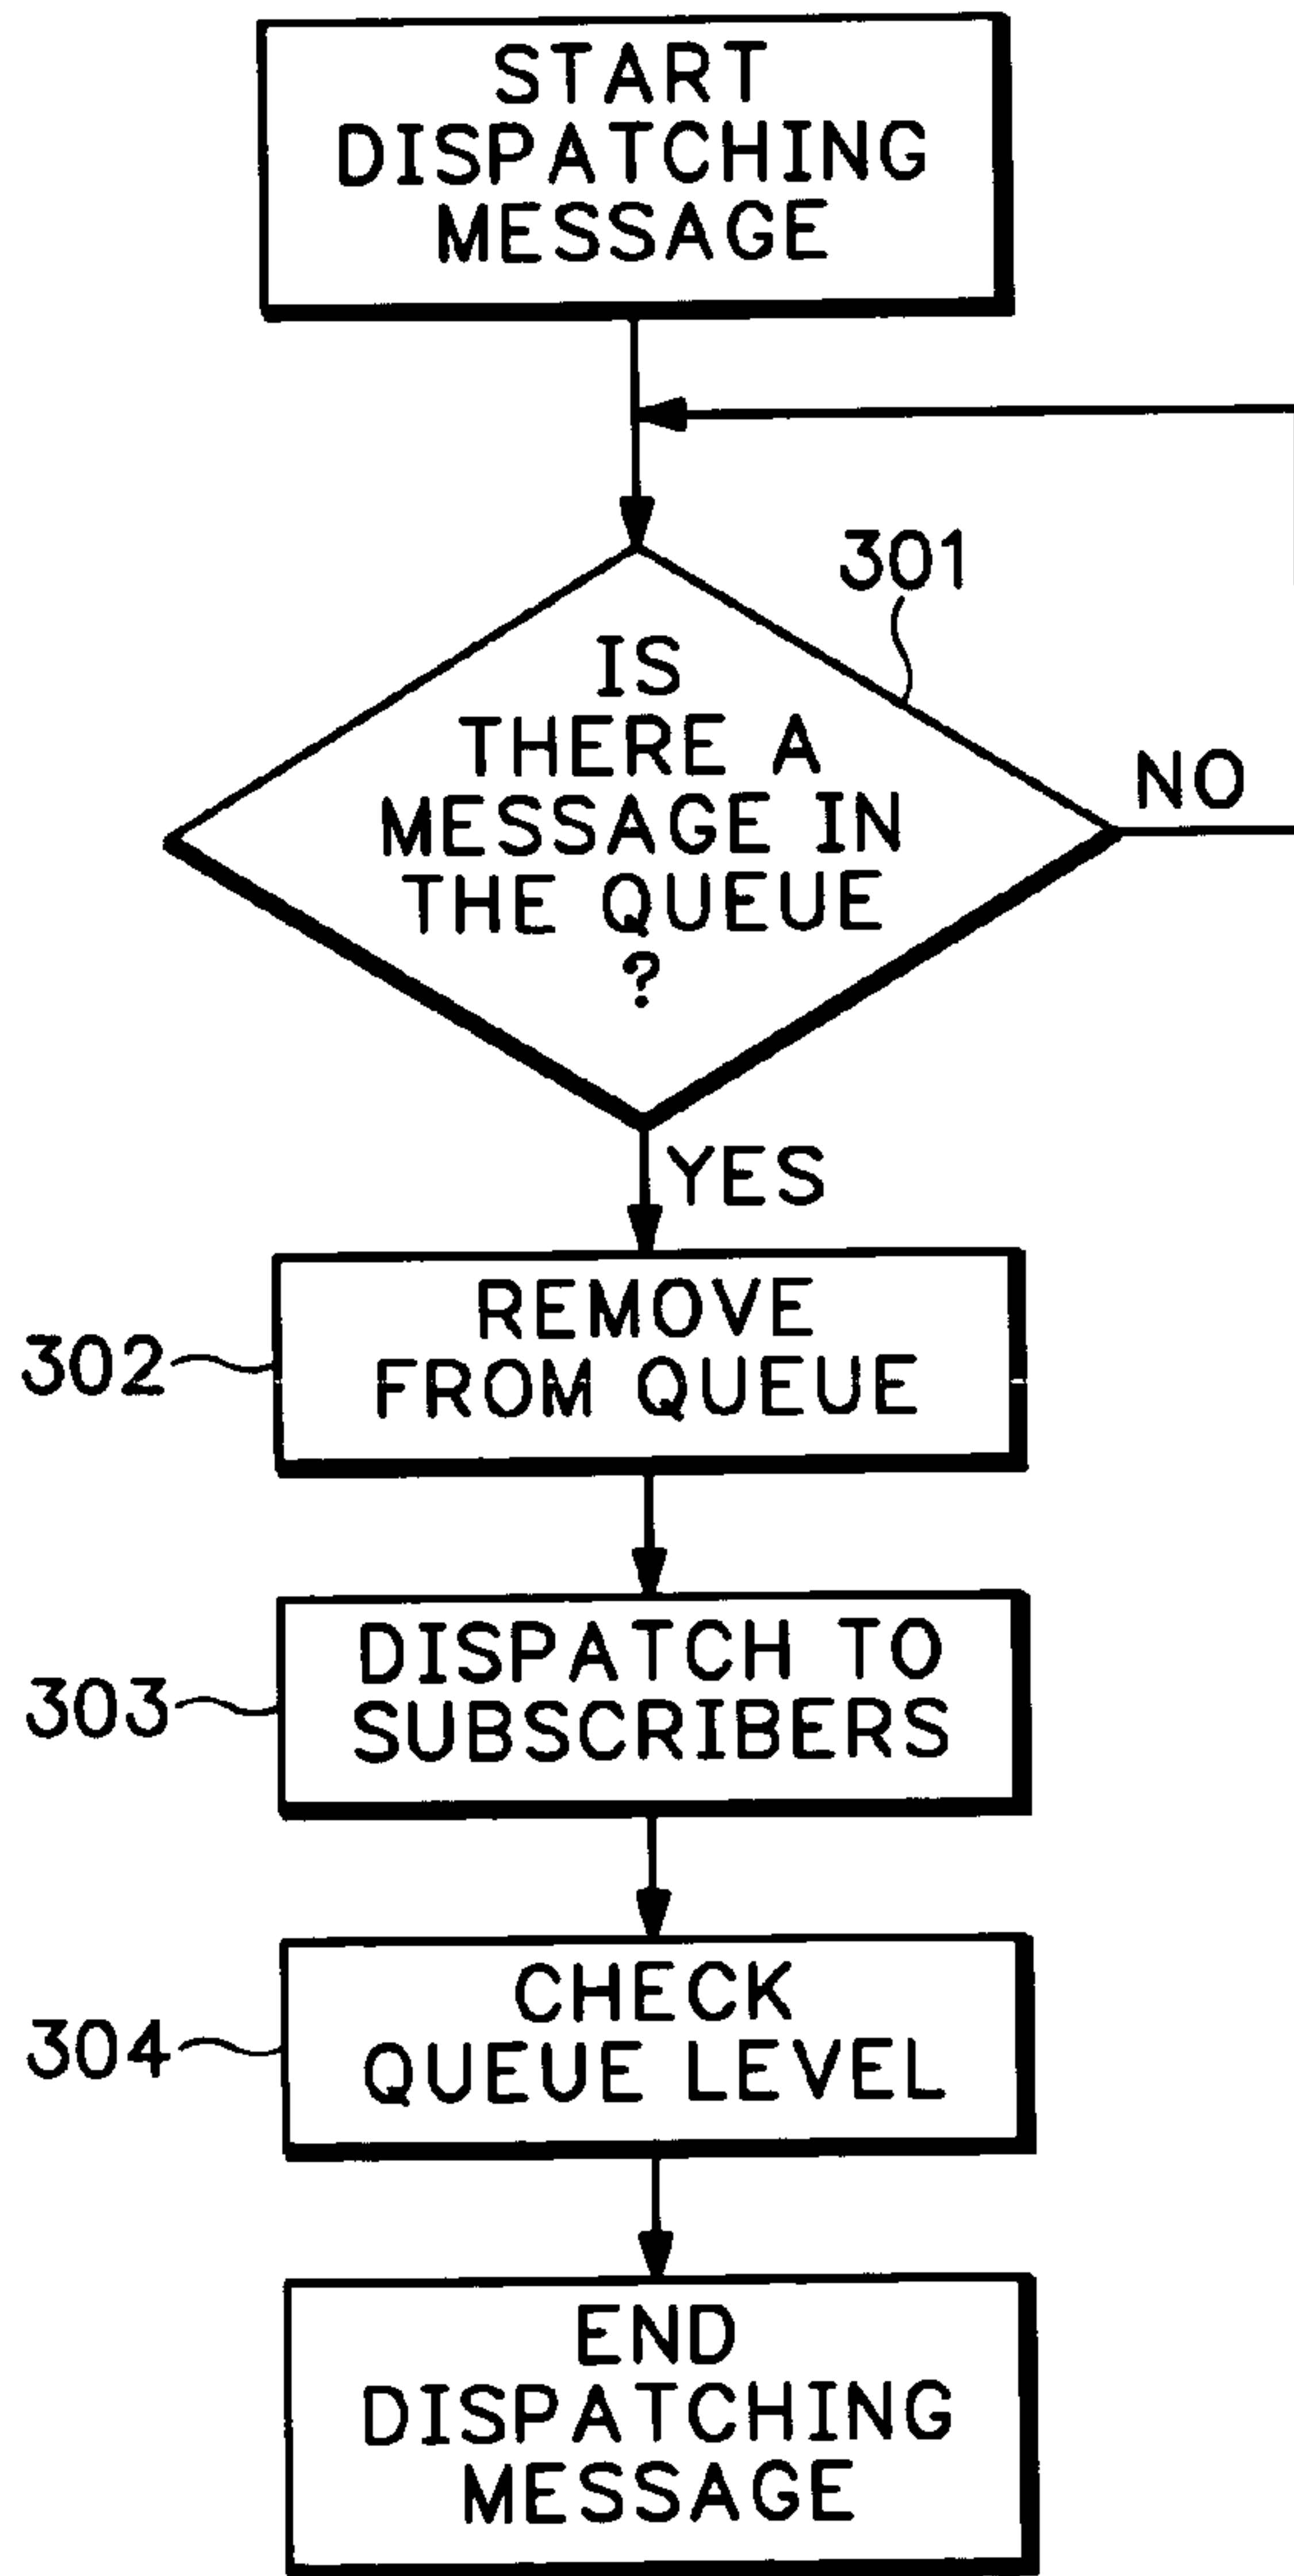 START
DISPATCHING
MESSAGE
301
IS
THERE A
MESSAGE IN
THE QUEUE
?
NO
YES
302
REMOVE
FROM QUEUE
303
DISPATCH TO
SUBSCRIBERS
304
CHECK
QUEUE LEVEL
END
DISPATCHING
MESSAGE